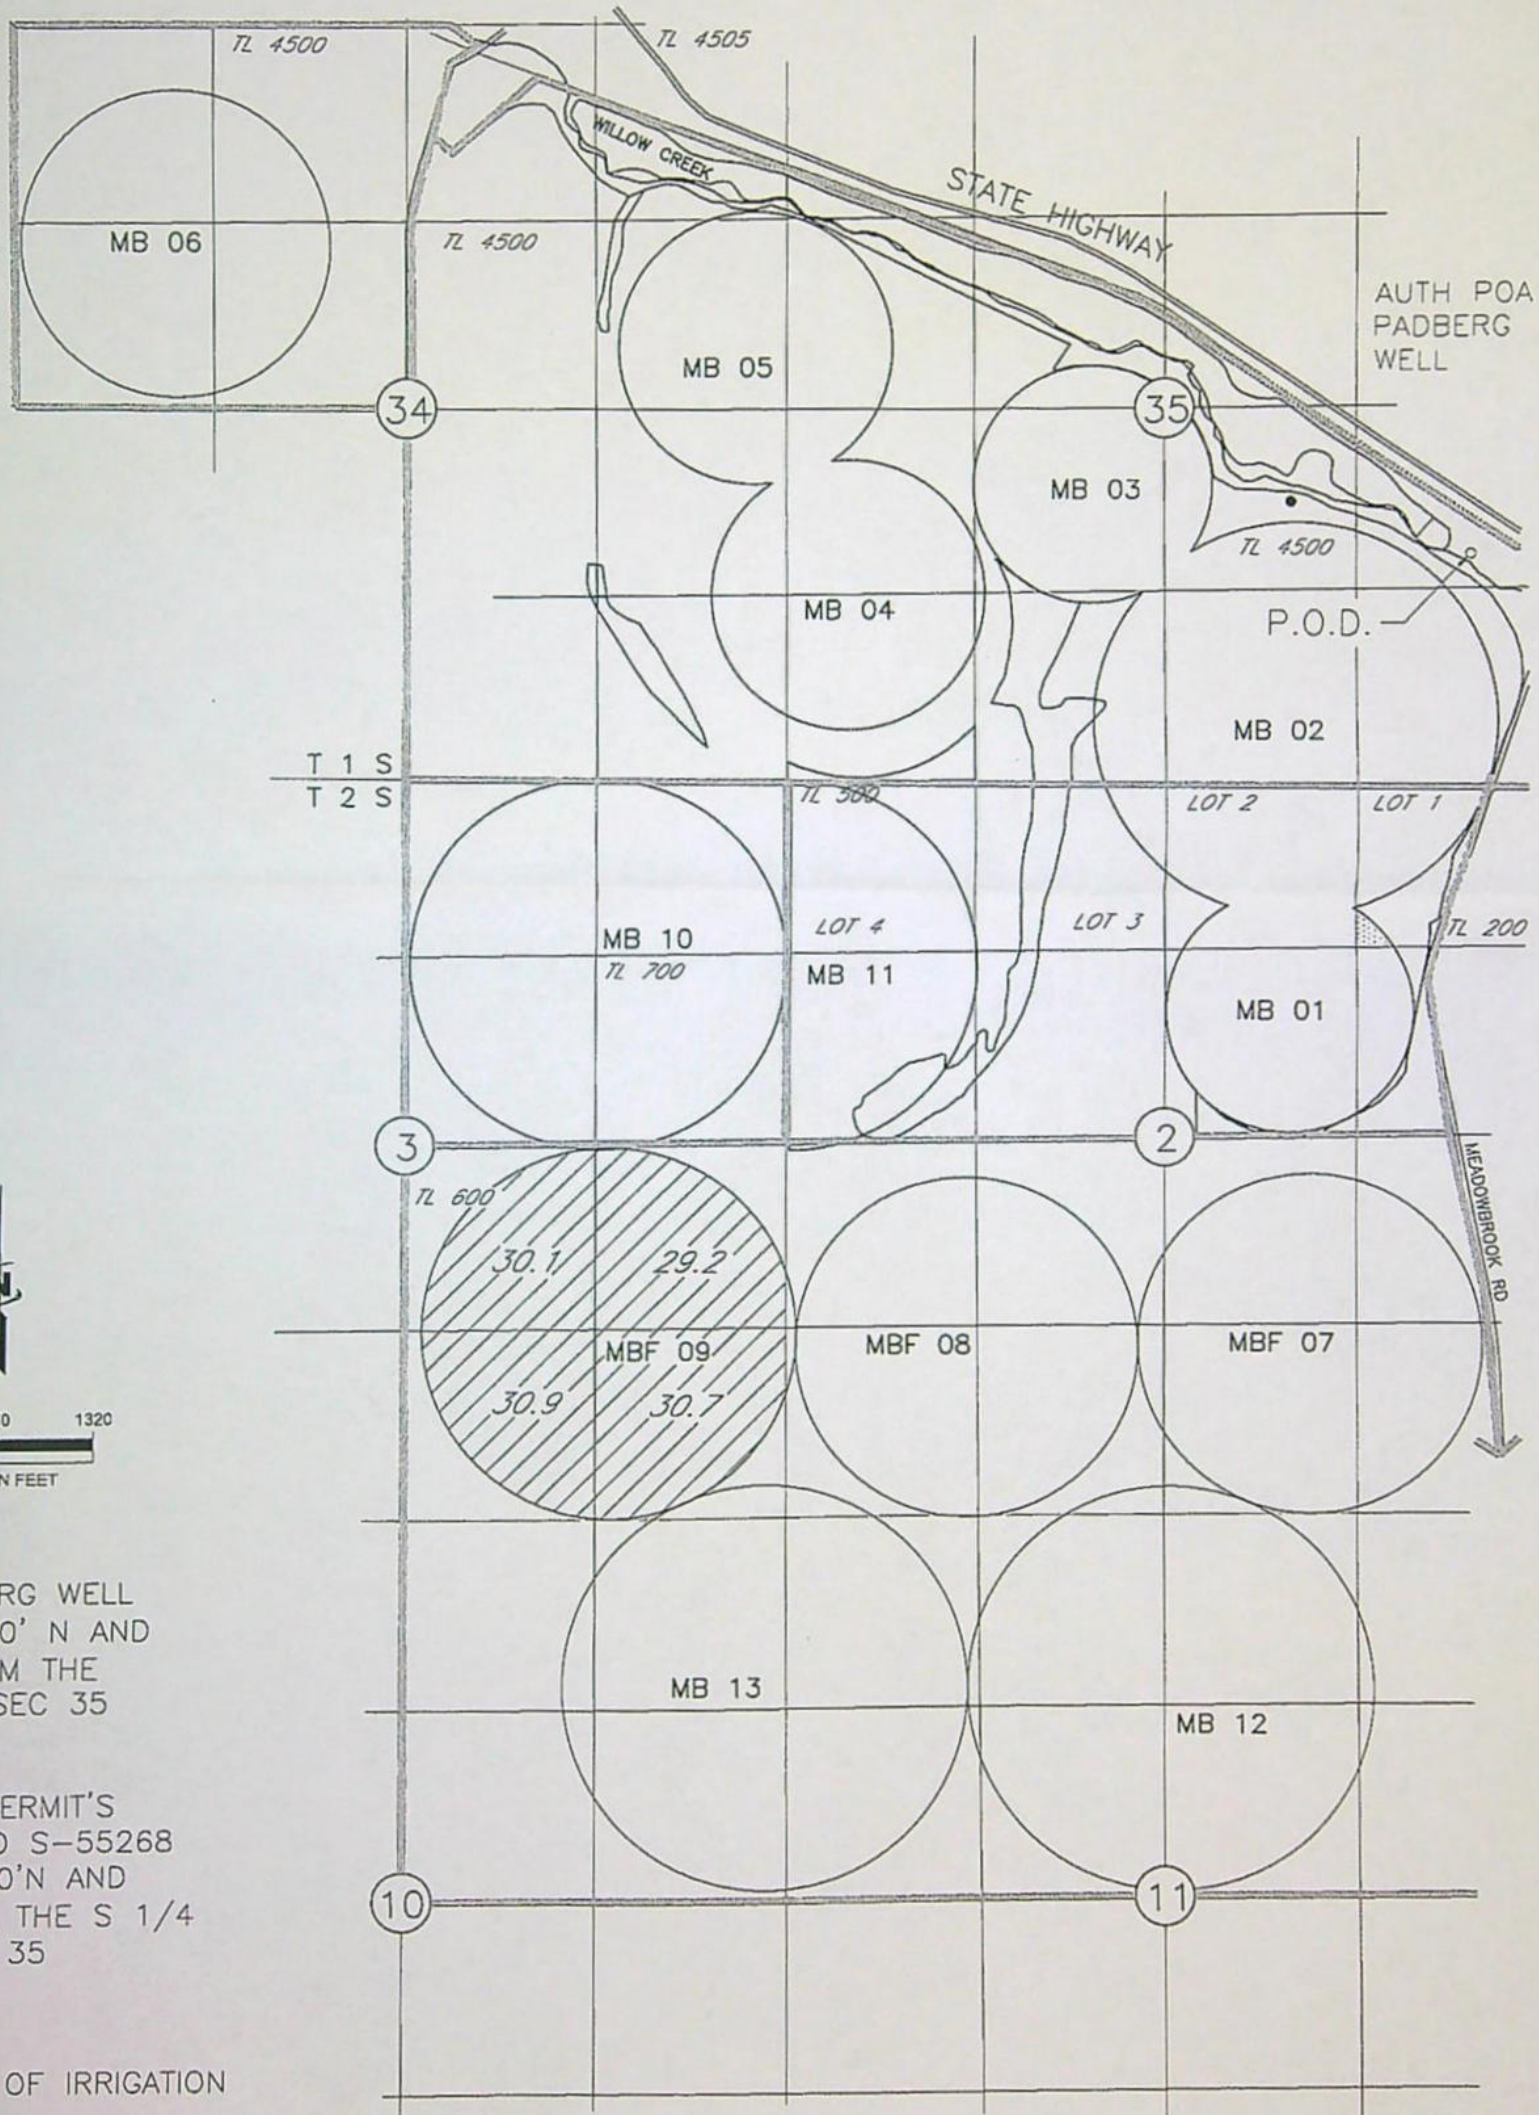 TL 4500
TL 4505
WILLOW CREEK
STATE HIGHWAY
MB 06
TL 4500
AUTH POA
PADBERG
WELL
MB 05
34
35
MB 03
TL 4500
MB 04
P.O.D.
MB 02
T 1 S
T 2 S
TL 500
LOT 2
LOT 1
MB 10
TL 700
LOT 4
MB 11
LOT 3
TL 200
MB 01
3
2
MEADOWBROOK RD
TL 600
30.1
29.2
MBF 09
MBF 08
MBF 07
30.9
30.7
0 1320
N FEET
RG WELL
0' N AND
M THE
SEC 35
MB 13
MB 12
ERMIT'S
D S-55268
0'N AND
THE S 1/4
35
10
11
OF IRRIGATION